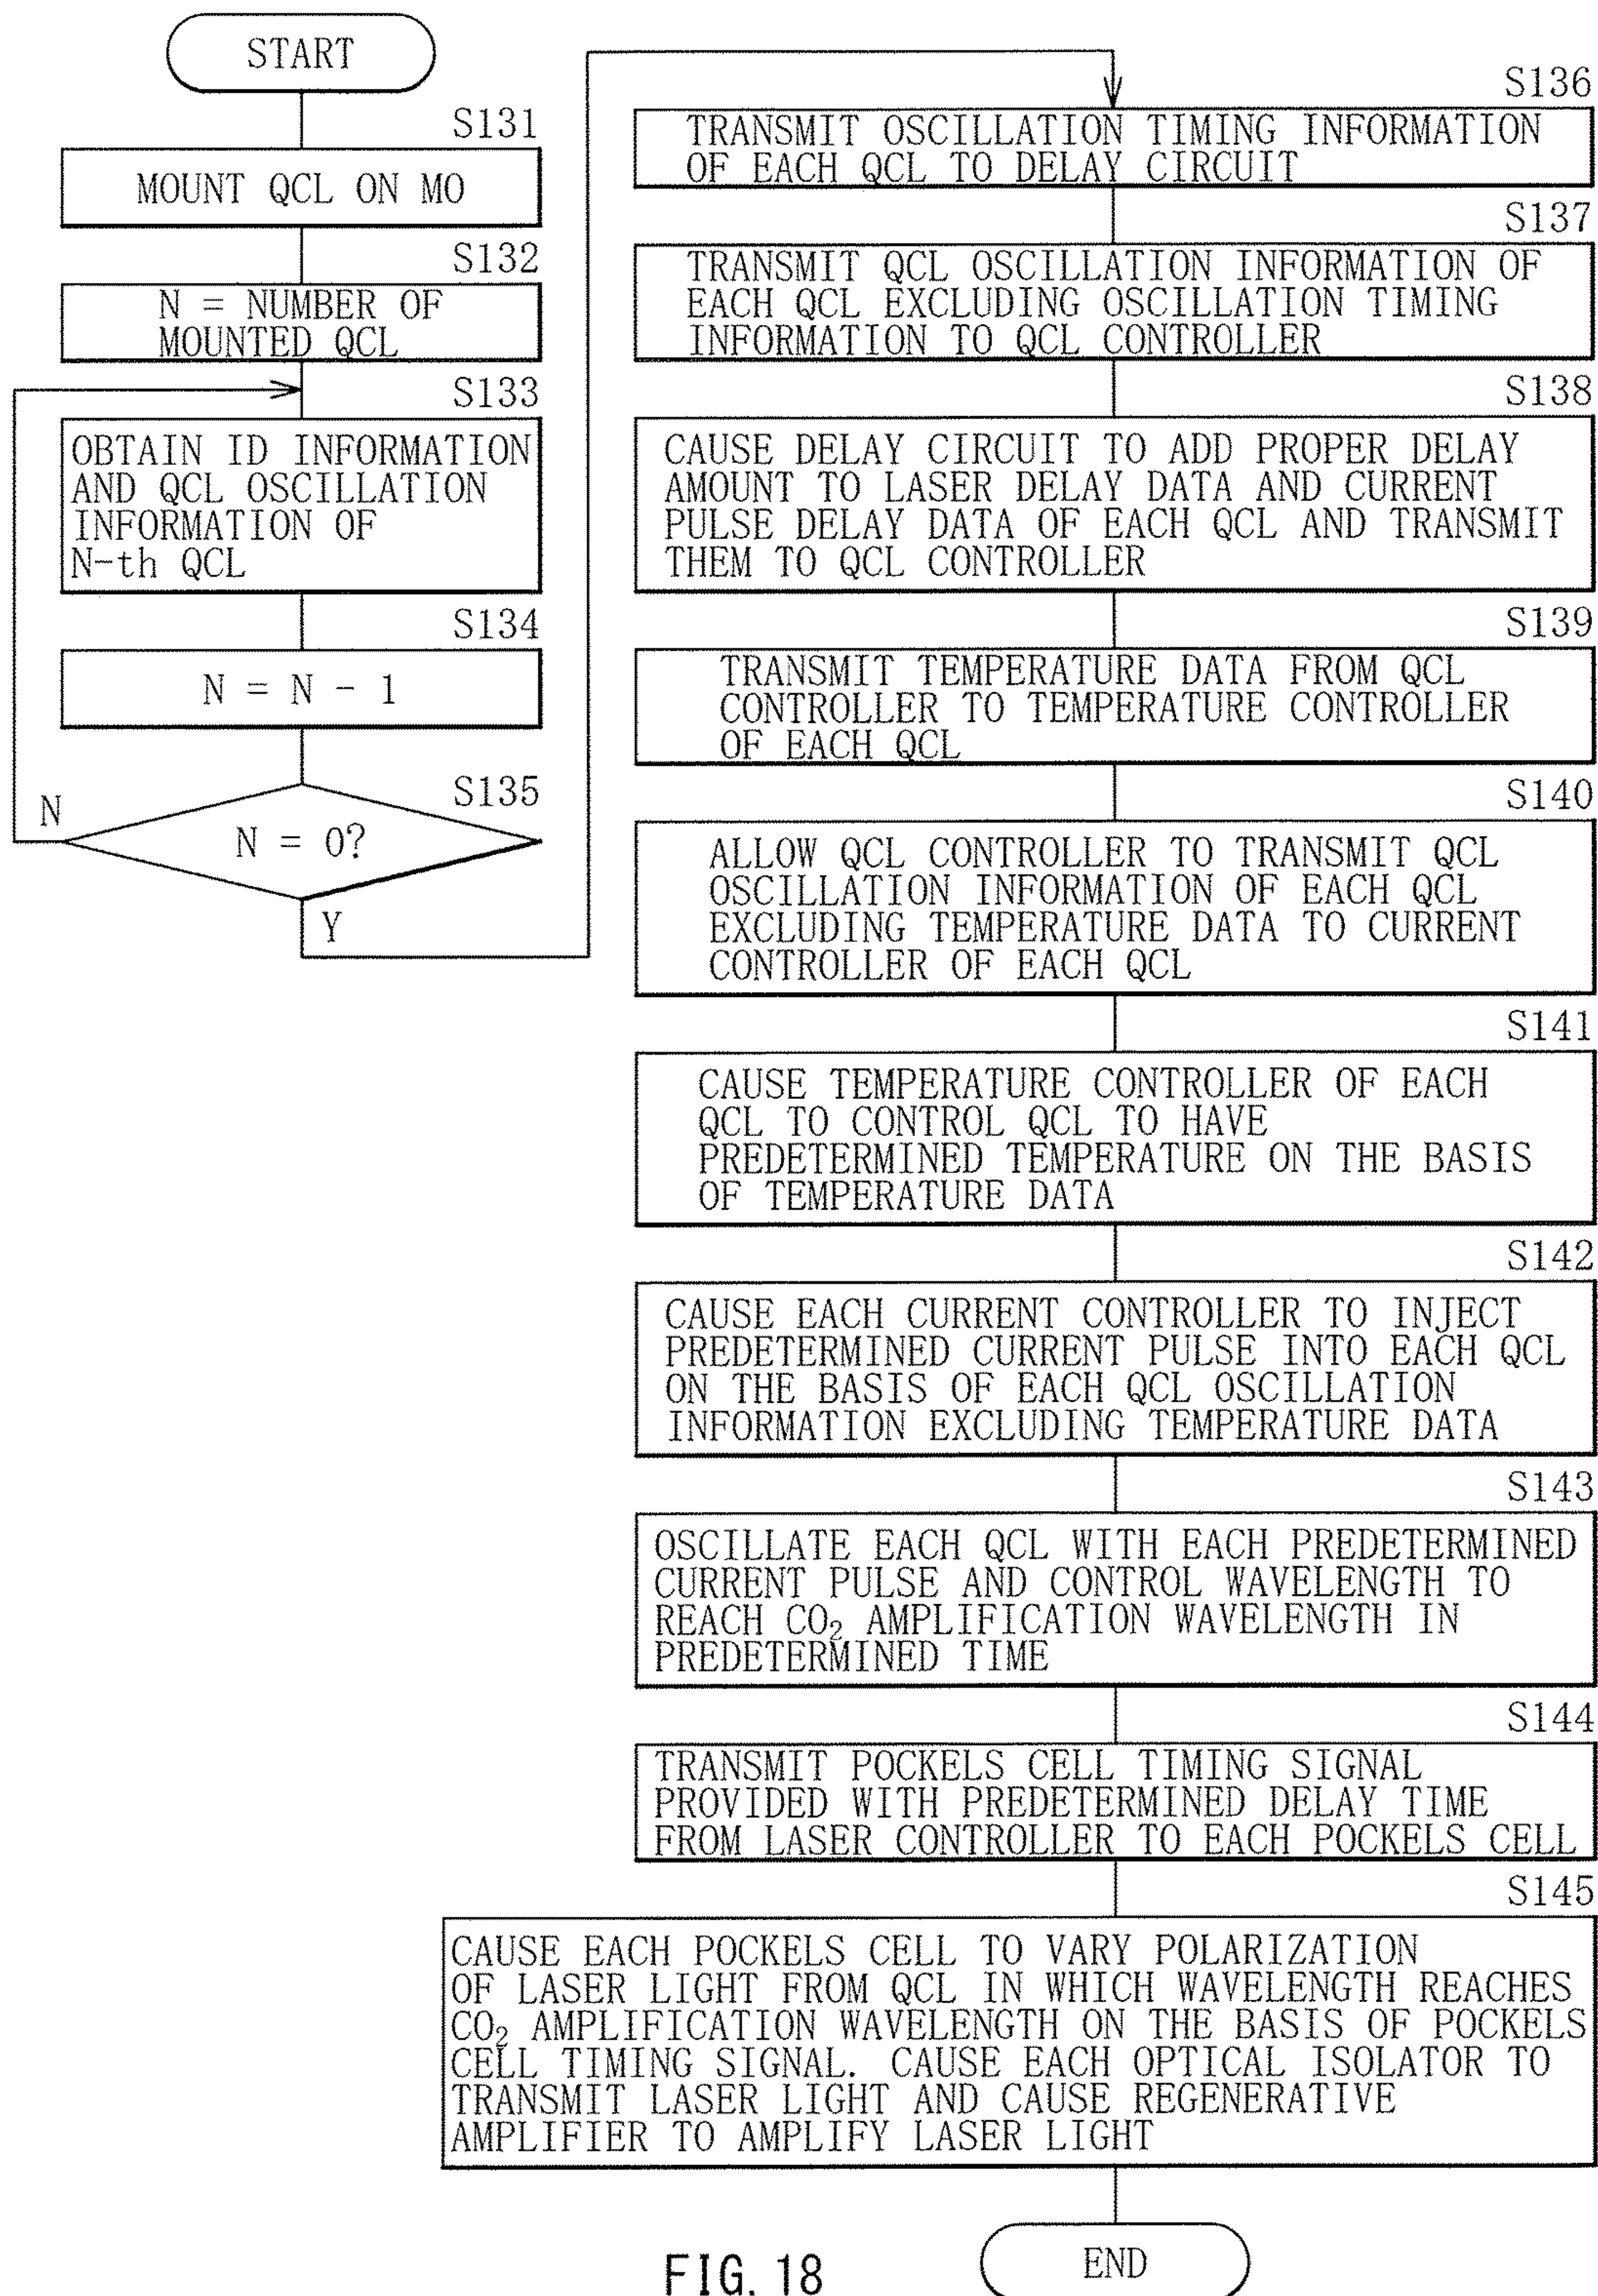 START
S131
MOUNT QCL ON MO
S132
N = NUMBER OF
MOUNTED QCL
S133
OBTAIN ID INFORMATION
AND QCL OSCILLATION
INFORMATION OF
N-th QCL
S134
N = N - 1
S135
N = 0?
N
Y
S136
TRANSMIT OSCILLATION TIMING INFORMATION
OF EACH QCL TO DELAY CIRCUIT
S137
TRANSMIT QCL OSCILLATION INFORMATION OF
EACH QCL EXCLUDING OSCILLATION TIMING
INFORMATION TO QCL CONTROLLER
S138
CAUSE DELAY CIRCUIT TO ADD PROPER DELAY
AMOUNT TO LASER DELAY DATA AND CURRENT
PULSE DELAY DATA OF EACH QCL AND TRANSMIT
THEM TO QCL CONTROLLER
S139
TRANSMIT TEMPERATURE DATA FROM QCL
CONTROLLER TO TEMPERATURE CONTROLLER
OF EACH QCL
S140
ALLOW QCL CONTROLLER TO TRANSMIT QCL
OSCILLATION INFORMATION OF EACH QCL
EXCLUDING TEMPERATURE DATA TO CURRENT
CONTROLLER OF EACH QCL
S141
CAUSE TEMPERATURE CONTROLLER OF EACH
QCL TO CONTROL QCL TO HAVE
PREDETERMINED TEMPERATURE ON THE BASIS
OF TEMPERATURE DATA
S142
CAUSE EACH CURRENT CONTROLLER TO INJECT
PREDETERMINED CURRENT PULSE INTO EACH QCL
ON THE BASIS OF EACH QCL OSCILLATION
INFORMATION EXCLUDING TEMPERATURE DATA
S143
OSCILLATE EACH QCL WITH EACH PREDETERMINED
CURRENT PULSE AND CONTROL WAVELENGTH TO
REACH CO₂ AMPLIFICATION WAVELENGTH IN
PREDETERMINED TIME
S144
TRANSMIT POCKELS CELL TIMING SIGNAL
PROVIDED WITH PREDETERMINED DELAY TIME
FROM LASER CONTROLLER TO EACH POCKELS CELL
S145
CAUSE EACH POCKELS CELL TO VARY POLARIZATION
OF LASER LIGHT FROM QCL IN WHICH WAVELENGTH REACHES
CO₂ AMPLIFICATION WAVELENGTH ON THE BASIS OF POCKELS
CELL TIMING SIGNAL. CAUSE EACH OPTICAL ISOLATOR TO
TRANSMIT LASER LIGHT AND CAUSE REGENERATIVE
AMPLIFIER TO AMPLIFY LASER LIGHT
END
FIG. 18